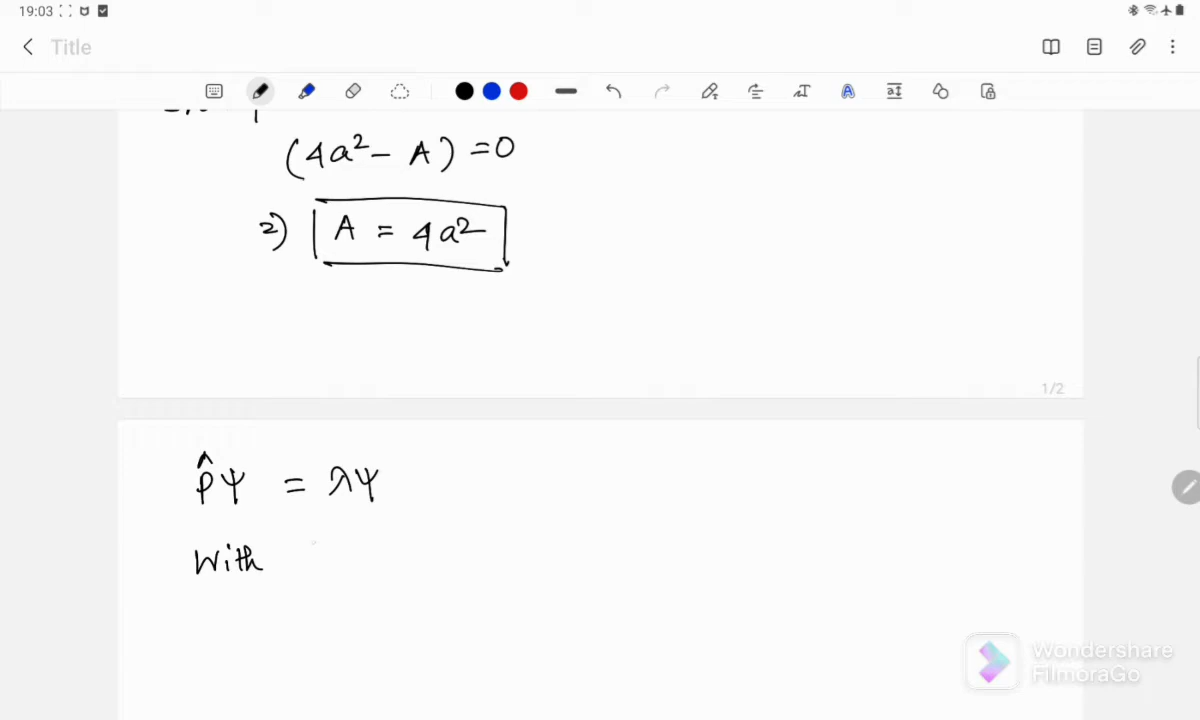 19:03
Title
(4a² - A) = 0
2) A = 4a²
1/2
p̂ψ = λψ
With
Wondershare
FilmoraGo